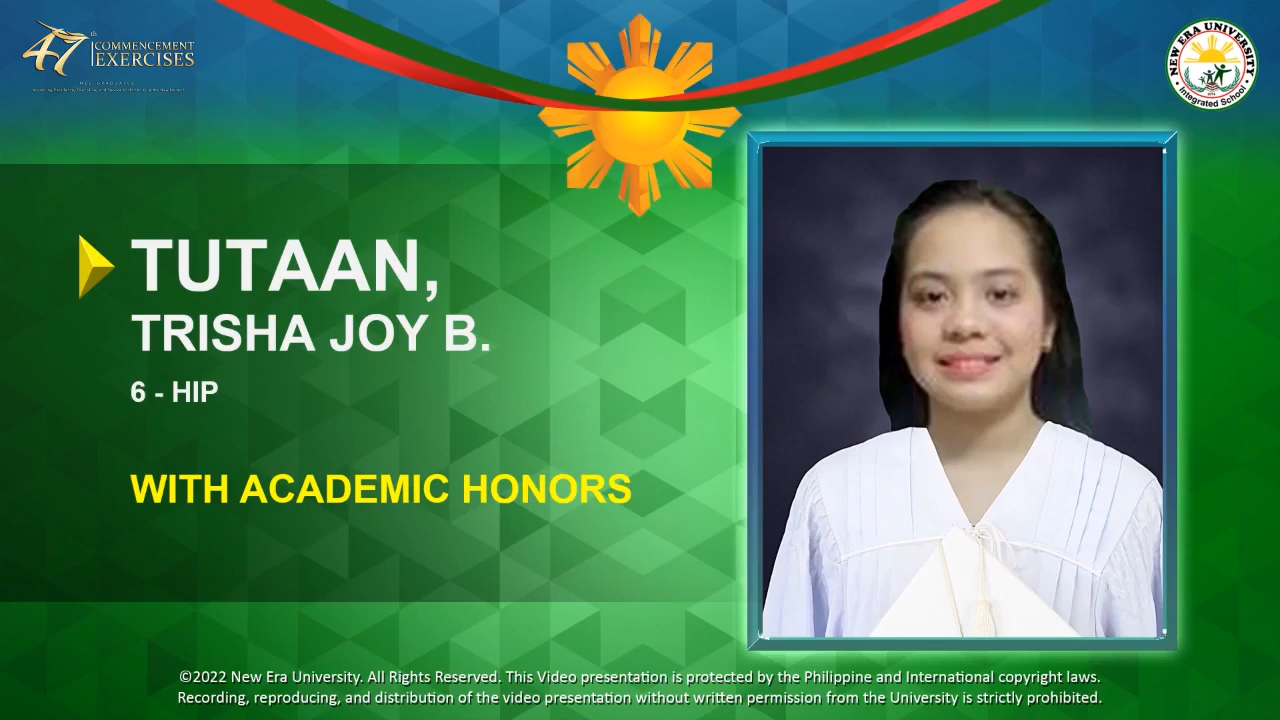 47th COMMENCEMENT
EXERCISES
TUTAAN,
TRISHA JOY B.
6 - HIP
WITH ACADEMIC HONORS
NEW ERA UNIVERSITY
Integrated School
©2022 New Era University. All Rights Reserved. This Video presentation is protected by the Philippine and International copyright laws.
Recording, reproducing, and distribution of the video presentation without written permission from the University is strictly prohibited.